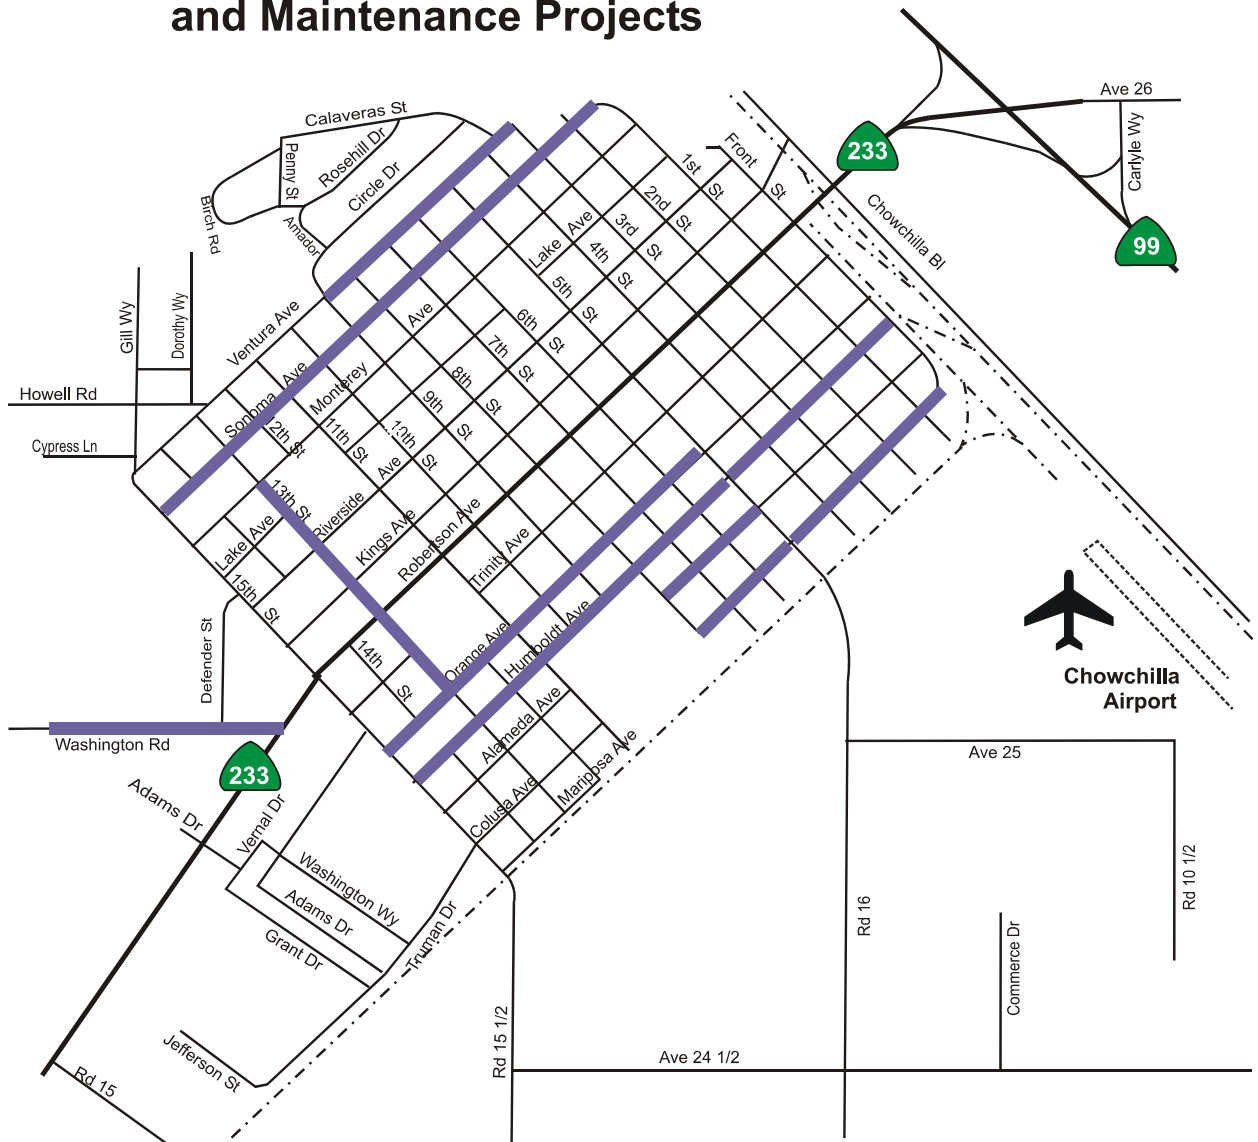 and Maintenance Projects
Ave 26
Calaveras St
Carlyle Wy
233
Front
St
Rosehill Dr
Penny St
1st
St
Circle Dr
2nd
St
Chowchilla Bl
Birch Rd
Amador
Lake Ave
3rd
St
99
4th
St
5th
St
Gill Wy
Dorothy Wy
Ventura Ave
Ave
6th
St
7th
St
Howell Rd
Sonoma Ave
Monterey
8th
St
9th
St
Cypress Ln
12th St
11th St
10th
St
Ave
13th St
Riverside
Kings Ave
Robertson Ave
Lake Ave
Trinity Ave
15th
St
Defender St
14th
St
Orange Ave
Humboldt Ave
Chowchilla
Airport
Washington Rd
Alameda Ave
Mariposa Ave
Ave 25
233
Adams Dr
Vernal Dr
Colusa Ave
Washington Wy
Adams Dr
Grant Dr
Truman Dr
Rd 16
Rd 10 1/2
Commerce Dr
Jefferson St
Rd 15 1/2
Ave 24 1/2
Rd 15